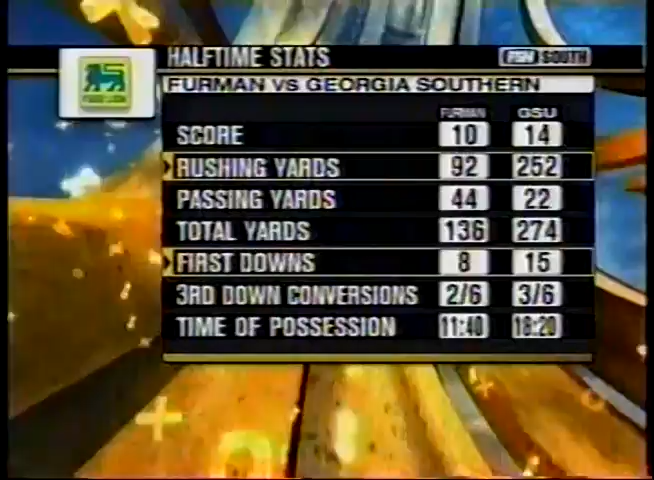 HALFTIME STATS FSN SOUTH
FOOD LION
FURMAN VS GEORGIA SOUTHERN
FURMAN GSU
SCORE 10 14
RUSHING YARDS 92 252
PASSING YARDS 44 22
TOTAL YARDS 136 274
FIRST DOWNS 8 15
3RD DOWN CONVERSIONS 2/6 3/6
TIME OF POSSESSION 11:40 18:20